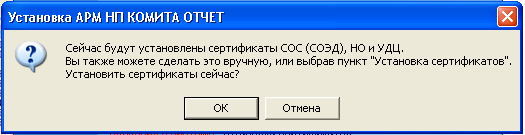 Установка АРМ НП КОМИТА ОТЧЕТ
Сейчас будут установлены сертификаты СОС (СОЭД), НО и УДЦ.
Вы также можете сделать это вручную, или выбрав пункт "Установка сертификатов".
Установить сертификаты сейчас?
ОК
Отмена